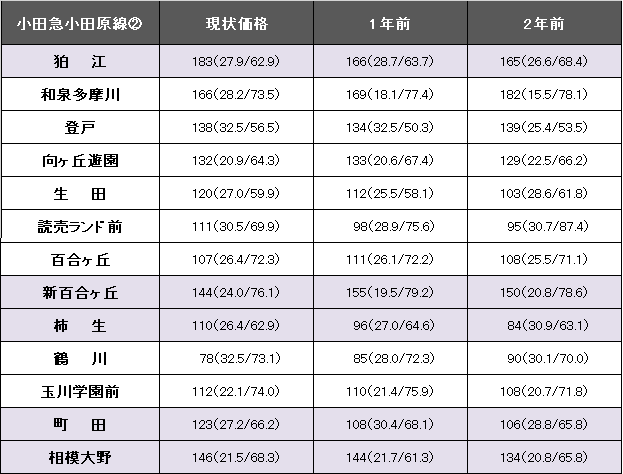 小田急小田原線② 現状価格 1年前 2年前
狛 江 183(27.9/62.9) 166(28.7/63.7) 165(26.6/68.4)
和泉多摩川 166(28.2/73.5) 169(18.1/77.4) 182(15.5/78.1)
登戸 138(32.5/56.5) 134(32.5/50.3) 139(25.4/53.5)
向ヶ丘遊園 132(20.9/64.3) 133(20.6/67.4) 129(22.5/66.2)
生 田 120(27.0/59.9) 112(25.5/58.1) 103(28.6/61.8)
読売ランド前 111(30.5/69.9) 98(28.9/75.6) 95(30.7/87.4)
百合ヶ丘 107(26.4/72.3) 111(26.1/72.2) 108(25.5/71.1)
新百合ヶ丘 144(24.0/76.1) 155(19.5/79.2) 150(20.8/78.6)
柿 生 110(26.4/62.9) 96(27.0/64.6) 84(30.9/63.1)
鶴 川 78(32.5/73.1) 85(28.0/72.3) 90(30.1/70.0)
玉川学園前 112(22.1/74.0) 110(21.4/75.9) 108(20.7/71.8)
町 田 123(27.2/66.2) 108(30.4/68.1) 106(28.8/65.8)
相模大野 146(21.5/68.3) 144(21.7/61.3) 134(20.8/65.8)